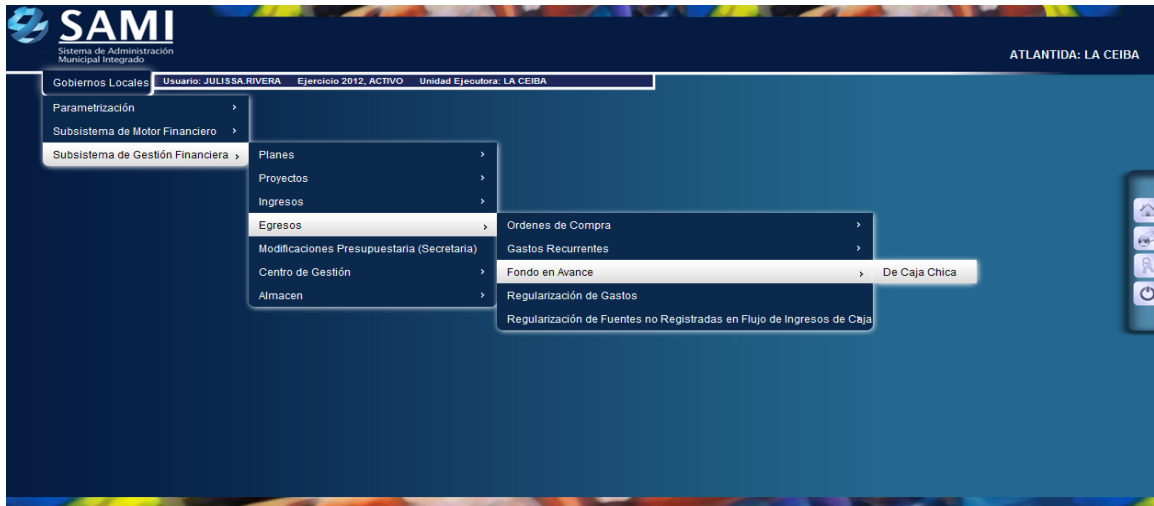 SAMI
Sistema de Administración
Municipal Integrado
ATLANTIDA: LA CEIBA
Gobiernos Locales
Usuario: JULISSA.RIVERA Ejercicio 2012, ACTIVO Unidad Ejecutora: LA CEIBA
Parametrización
Subsistema de Motor Financiero
Subsistema de Gestión Financiera
Planes
Proyectos
Ingresos
Egresos
Modificaciones Presupuestaria (Secretaria)
Centro de Gestión
Almacen
Ordenes de Compra
Gastos Recurrentes
Fondo en Avance
Regularización de Gastos
Regularización de Fuentes no Registradas en Flujo de Ingresos de Caja
De Caja Chica